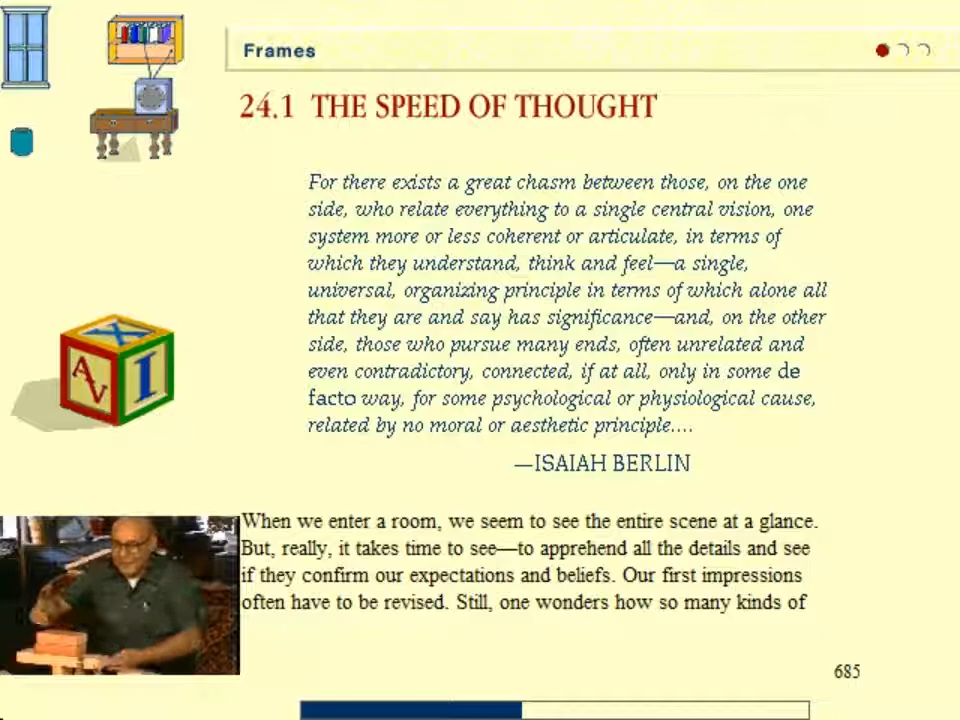 Frames
24.1 THE SPEED OF THOUGHT
For there exists a great chasm between those, on the one
side, who relate everything to a single central vision, one
system more or less coherent or articulate, in terms of
which they understand, think and feel—a single,
universal, organizing principle in terms of which alone all
that they are and say has significance—and, on the other
side, those who pursue many ends, often unrelated and
even contradictory, connected, if at all, only in some de
facto way, for some psychological or physiological cause,
related by no moral or aesthetic principle....
—ISAIAH BERLIN
X
A
V
I
When we enter a room, we seem to see the entire scene at a glance.
But, really, it takes time to see—to apprehend all the details and see
if they confirm our expectations and beliefs. Our first impressions
often have to be revised. Still, one wonders how so many kinds of
685